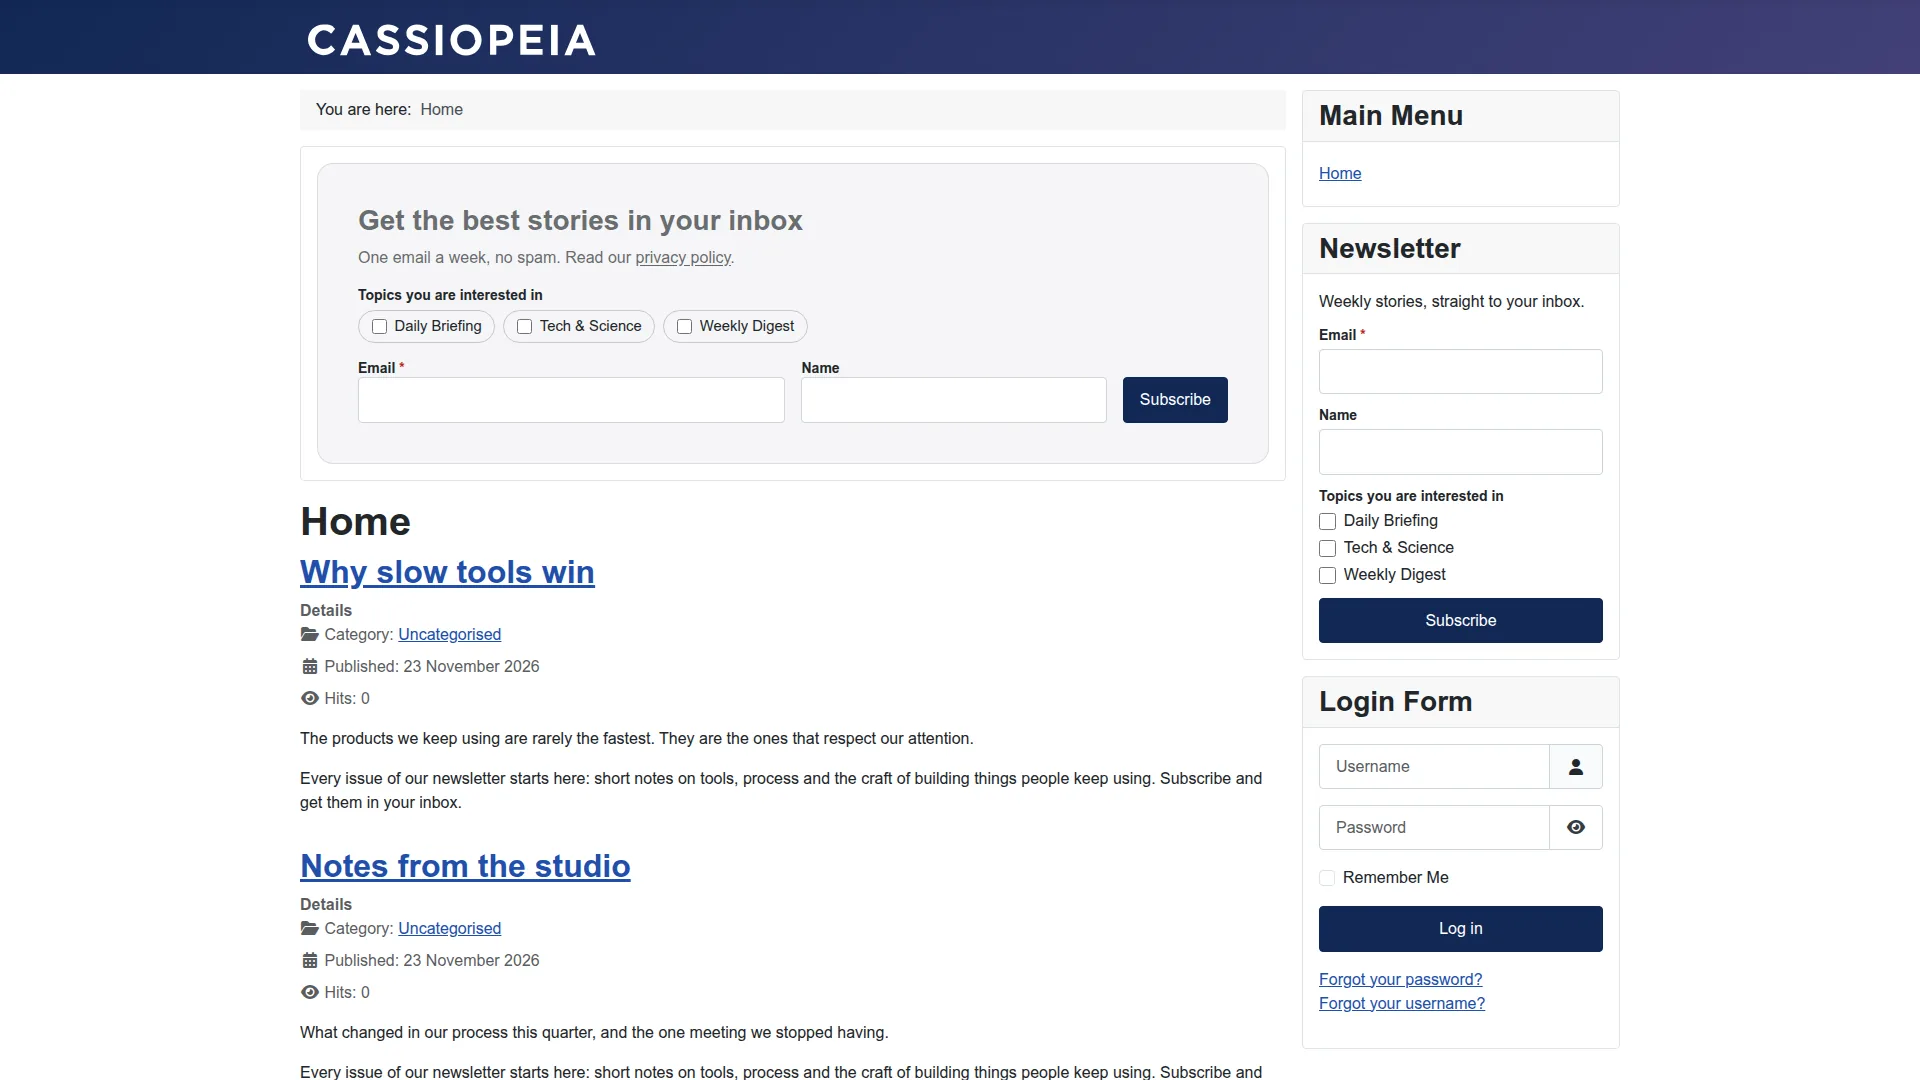 CASSIOPEIA
You are here: Home
Get the best stories in your inbox
One email a week, no spam. Read our privacy policy.
Topics you are interested in
Daily Briefing
Tech & Science
Weekly Digest
Email *
Name
Subscribe
Home
Why slow tools win
Details
Category: Uncategorised
Published: 23 November 2026
Hits: 0
The products we keep using are rarely the fastest. They are the ones that respect our attention.
Every issue of our newsletter starts here: short notes on tools, process and the craft of building things people keep using. Subscribe and
get them in your inbox.
Notes from the studio
Details
Category: Uncategorised
Published: 23 November 2026
Hits: 0
What changed in our process this quarter, and the one meeting we stopped having.
Every issue of our newsletter starts here: short notes on tools, process and the craft of building things people keep using. Subscribe and
Main Menu
Home
Newsletter
Weekly stories, straight to your inbox.
Email *
Name
Topics you are interested in
Daily Briefing
Tech & Science
Weekly Digest
Subscribe
Login Form
Username
Password
Remember Me
Log in
Forgot your password?
Forgot your username?